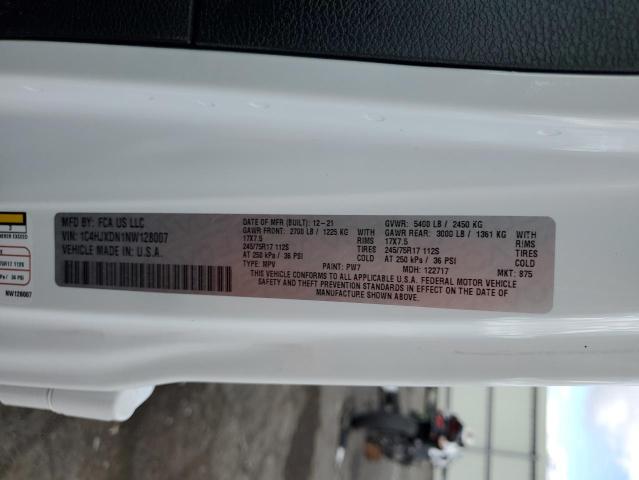 MFD BY: FCA US LLC
VIN: 1C4HJXDN1NW128007
VEHICLE MADE IN U.S.A.
DATE OF MFR (BUILT): 12-21
GAWR FRONT: 2700 LB / 1225 KG WITH
17X7.5 RIMS
245/75R17 112S TIRES
AT 250 kPa / 36 PSI COLD
TYPE: MPV
PAINT: PW7
GVWR: 5400 LB / 2450 KG
GAWR REAR: 3000 LB / 1361 KG WITH
17X7.5 RIMS
245/75R17 112S TIRES
AT 250 kPa / 36 PSI COLD
MDH: 122717
MKT: 875
THIS VEHICLE CONFORMS TO ALL APPLICABLE U.S.A. FEDERAL MOTOR VEHICLE
SAFETY AND THEFT PREVENTION STANDARDS IN EFFECT ON THE DATE OF
MANUFACTURE SHOWN ABOVE.
NW128007